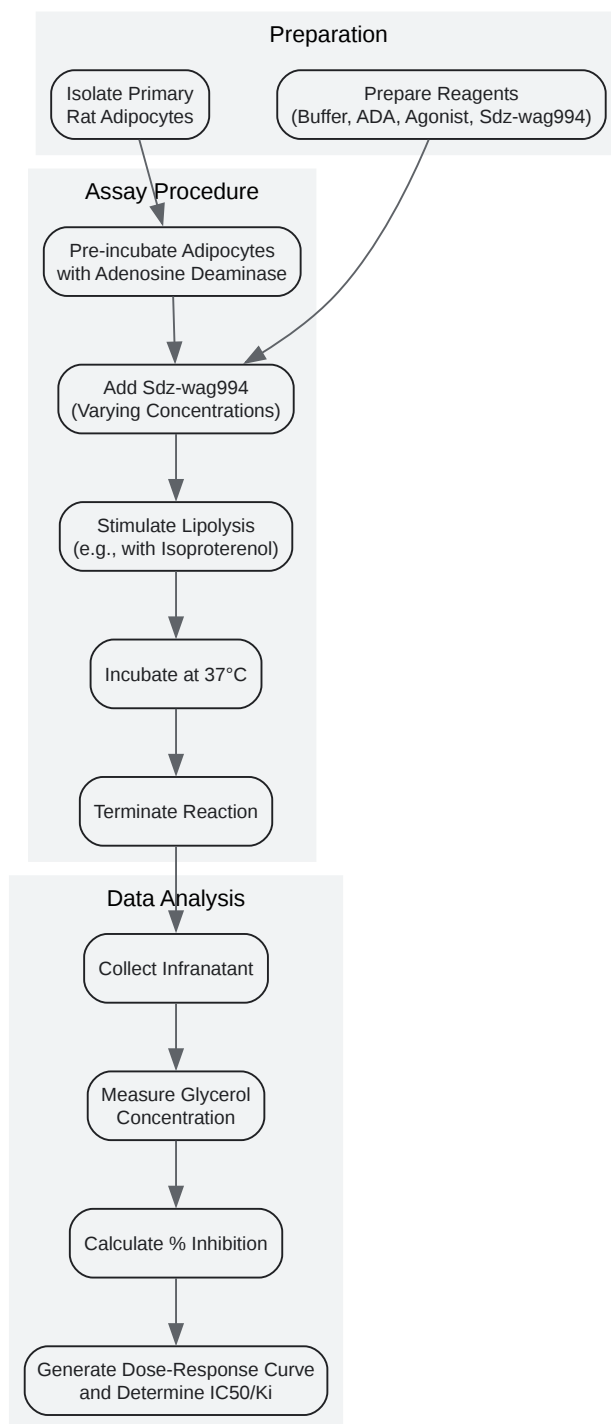 Preparation
Isolate Primary
Rat Adipocytes
Prepare Reagents
(Buffer, ADA, Agonist, Sdz-wag994)
Assay Procedure
Pre-incubate Adipocytes
with Adenosine Deaminase
Add Sdz-wag994
(Varying Concentrations)
Stimulate Lipolysis
(e.g., with Isoproterenol)
Incubate at 37°C
Terminate Reaction
Data Analysis
Collect Infranatant
Measure Glycerol
Concentration
Calculate % Inhibition
Generate Dose-Response Curve
and Determine IC50/Ki